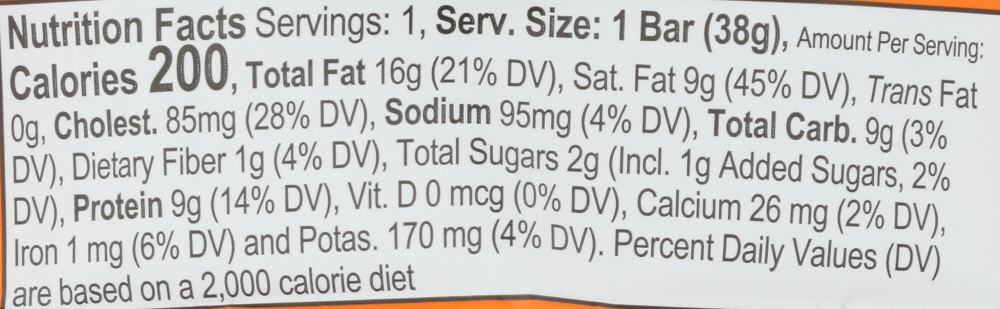 Nutrition Facts Servings: 1, Serv. Size: 1 Bar (38g), Amount Per Serving:
Calories 200, Total Fat 16g (21% DV), Sat. Fat 9g (45% DV), Trans Fat
0g, Cholest. 85mg (28% DV), Sodium 95mg (4% DV), Total Carb. 9g (3%
DV), Dietary Fiber 1g (4% DV), Total Sugars 2g (Incl. 1g Added Sugars, 2%
DV), Protein 9g (14% DV), Vit. D 0 mcg (0% DV), Calcium 26 mg (2% DV),
Iron 1 mg (6% DV) and Potas. 170 mg (4% DV). Percent Daily Values (DV)
are based on a 2,000 calorie diet